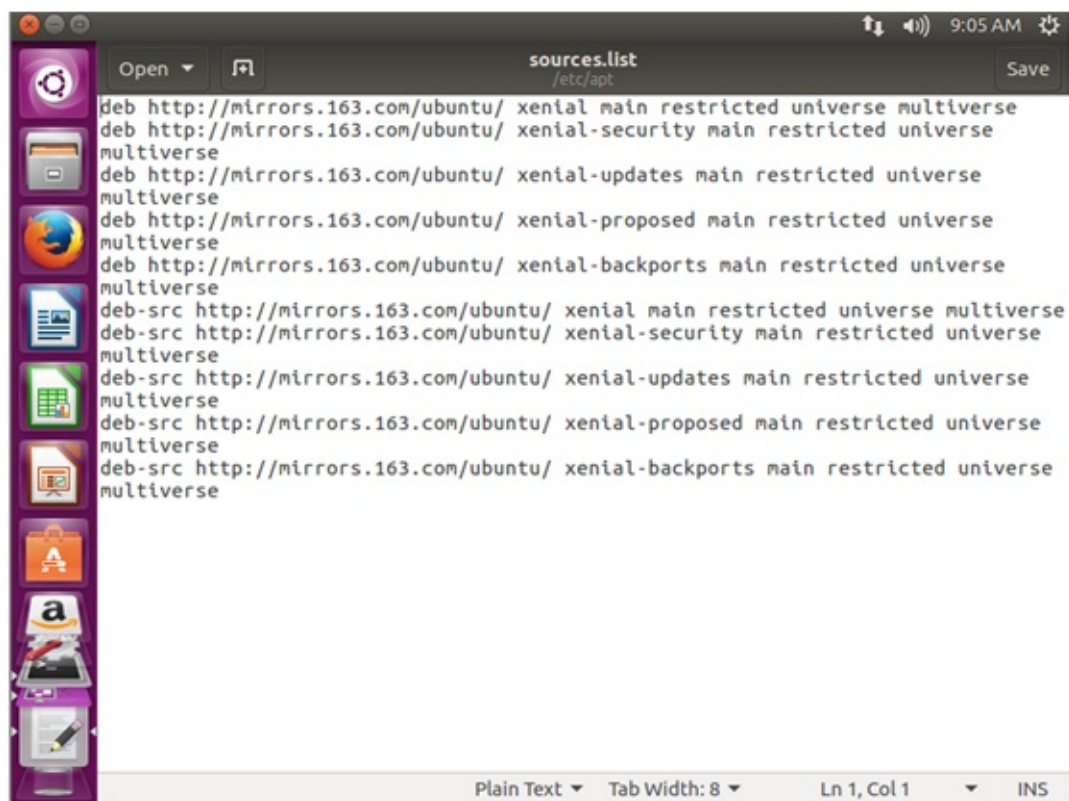 9:05 AM
Open
sources.list
/etc/apt
Save
deb http://mirrors.163.com/ubuntu/ xenial main restricted universe multiverse
deb http://mirrors.163.com/ubuntu/ xenial-security main restricted universe
multiverse
deb http://mirrors.163.com/ubuntu/ xenial-updates main restricted universe
multiverse
deb http://mirrors.163.com/ubuntu/ xenial-proposed main restricted universe
multiverse
deb http://mirrors.163.com/ubuntu/ xenial-backports main restricted universe
multiverse
deb-src http://mirrors.163.com/ubuntu/ xenial main restricted universe multiverse
deb-src http://mirrors.163.com/ubuntu/ xenial-security main restricted universe
multiverse
deb-src http://mirrors.163.com/ubuntu/ xenial-updates main restricted universe
multiverse
deb-src http://mirrors.163.com/ubuntu/ xenial-proposed main restricted universe
multiverse
deb-src http://mirrors.163.com/ubuntu/ xenial-backports main restricted universe
multiverse
a
Plain Text Tab Width: 8 Ln 1, Col 1 INS